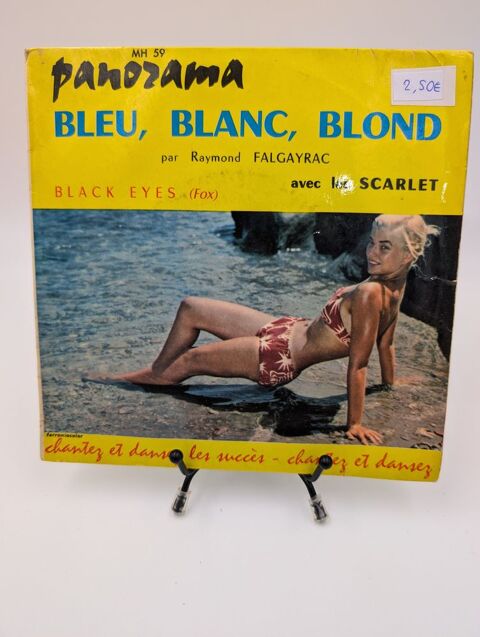 MH 59
panorama
2,50€
BLEU, BLANC, BLOND
par Raymond FALGAYRAC
avec les SCARLET
BLACK EYES (Fox)
ferraniacolor
chantez et dansez les succès - chantez et dansez